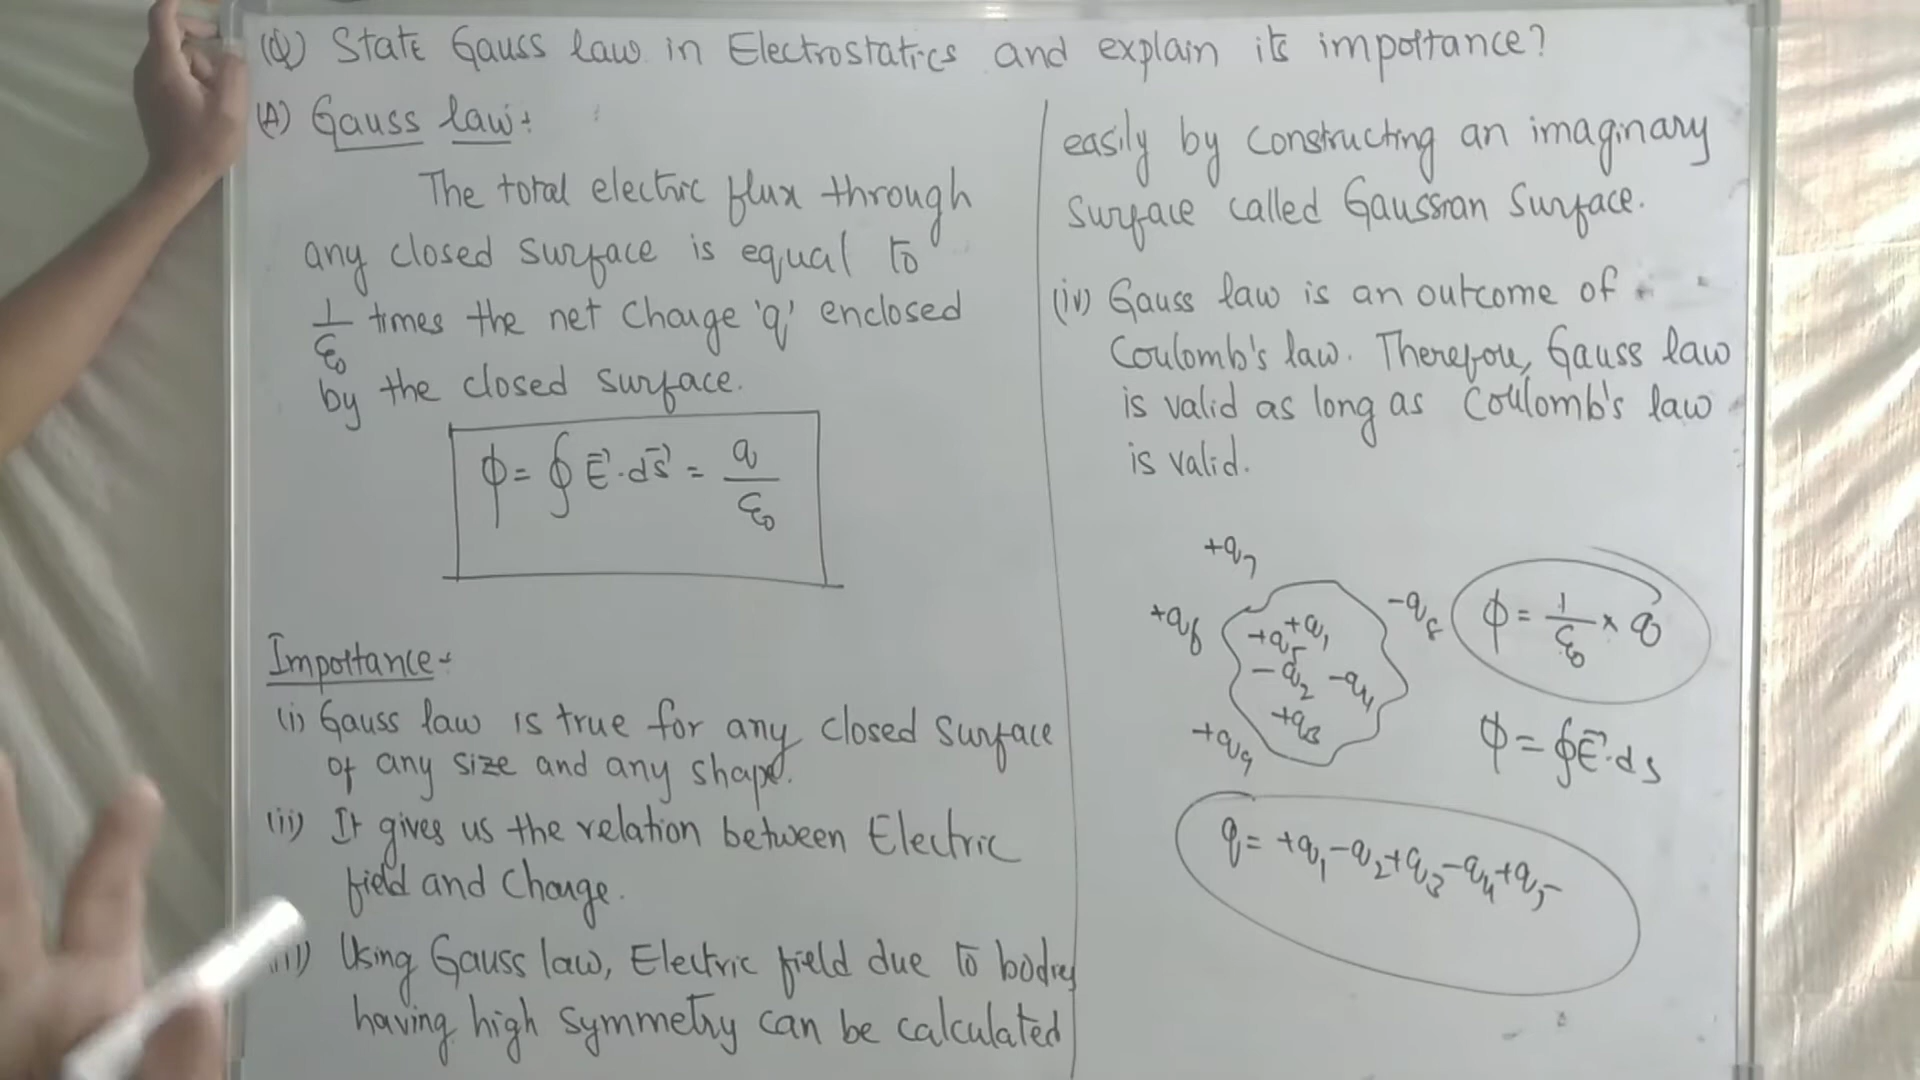 (Q) State Gauss law in Electrostatics and explain its importance?
(A) Gauss law:
The total electric flux through
any closed surface is equal to
1/ε₀ times the net charge 'q' enclosed
by the closed surface.
ϕ = ∮ E⃗·ds⃗ = q/ε₀
Importance:
(i) Gauss law is true for any closed surface
of any size and any shape.
(ii) It gives us the relation between Electric
field and Charge.
Using Gauss law, Electric field due to bodies
having high symmetry can be calculated
easily by constructing an imaginary
surface called Gaussian Surface.
(iv) Gauss law is an outcome of
Coulomb's law. Therefore, Gauss law
is valid as long as Coulomb's law
is valid.
+q₇
+q₆
-q₈
+q₁
+q₅
-q₂
-q₄
+q₃
+q₉
ϕ = 1/ε₀ × q
ϕ = ∮E⃗·ds
q = +q₁-q₂+q₃-q₄+q₅